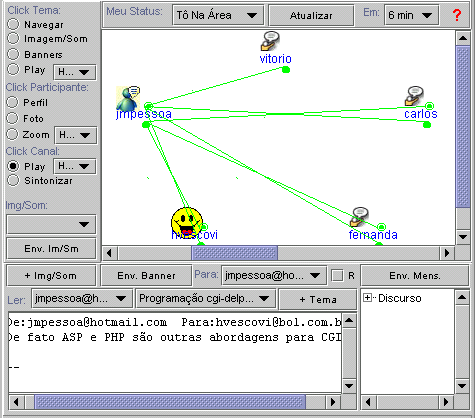 Click Tema:
Navegar
Imagem/Som
Banners
Play H...
Click Participante:
Perfil
Foto
Zoom H...
Click Canal:
Play H...
Sintonizar
Img/Som:
Env. Im/Sm
Meu Status: Tô Na Área Atualizar Em: 6 min ?
vitorio
jmpessoa
carlos
hvescovi
fernanda
+ Img/Som Env. Banner Para: jmpessoa@ho... R Env. Mens.
Ler: jmpessoa@h... Programação cgi-delp... + Tema
De:jmpessoa@hotmail.com Para:hvescovi@bol.com.b
De fato ASP e PHP são outras abordagens para CGI
--
Discurso